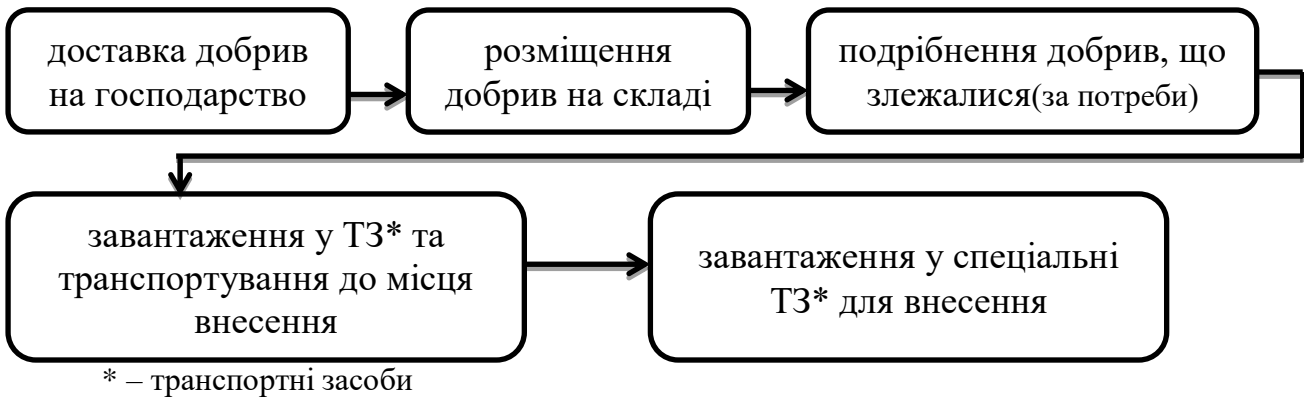 доставка добрив
на господарство
розміщення
добрив на складі
подрібнення добрив, що
злежалися(за потреби)
завантаження у ТЗ* та
транспортування до місця
внесення
завантаження у спеціальні
ТЗ* для внесення
* – транспортні засоби